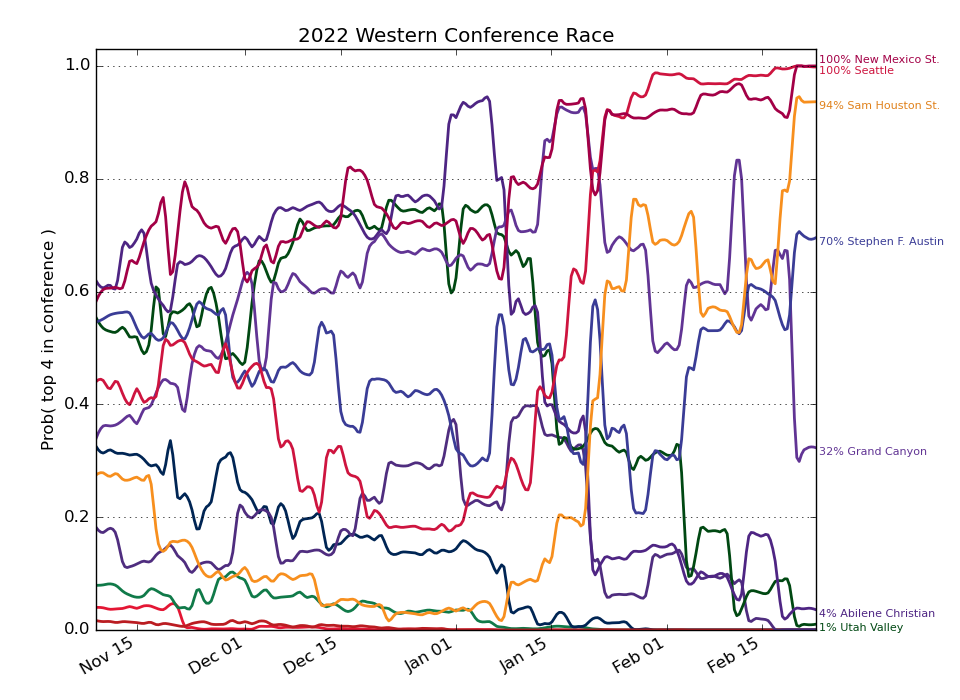 2022 Western Conference Race
Prob( top 4 in conference )
1.0
0.8
0.6
0.4
0.2
0.0
Nov 15
Dec 01
Dec 15
Jan 01
Jan 15
Feb 01
Feb 15
100% New Mexico St.
100% Seattle
94% Sam Houston St.
70% Stephen F. Austin
32% Grand Canyon
4% Abilene Christian
1% Utah Valley